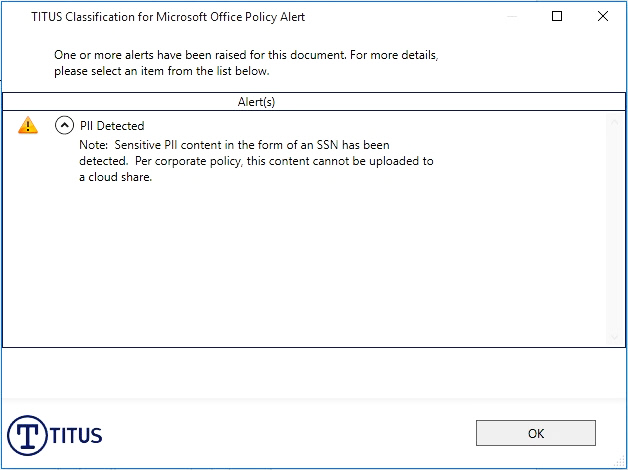 TITUS Classification for Microsoft Office Policy Alert
One or more alerts have been raised for this document. For more details,
please select an item from the list below.
Alert(s)
PII Detected
Note:  Sensitive PII content in the form of an SSN has been
detected.  Per corporate policy, this content cannot be uploaded to
a cloud share.
TITUS
OK